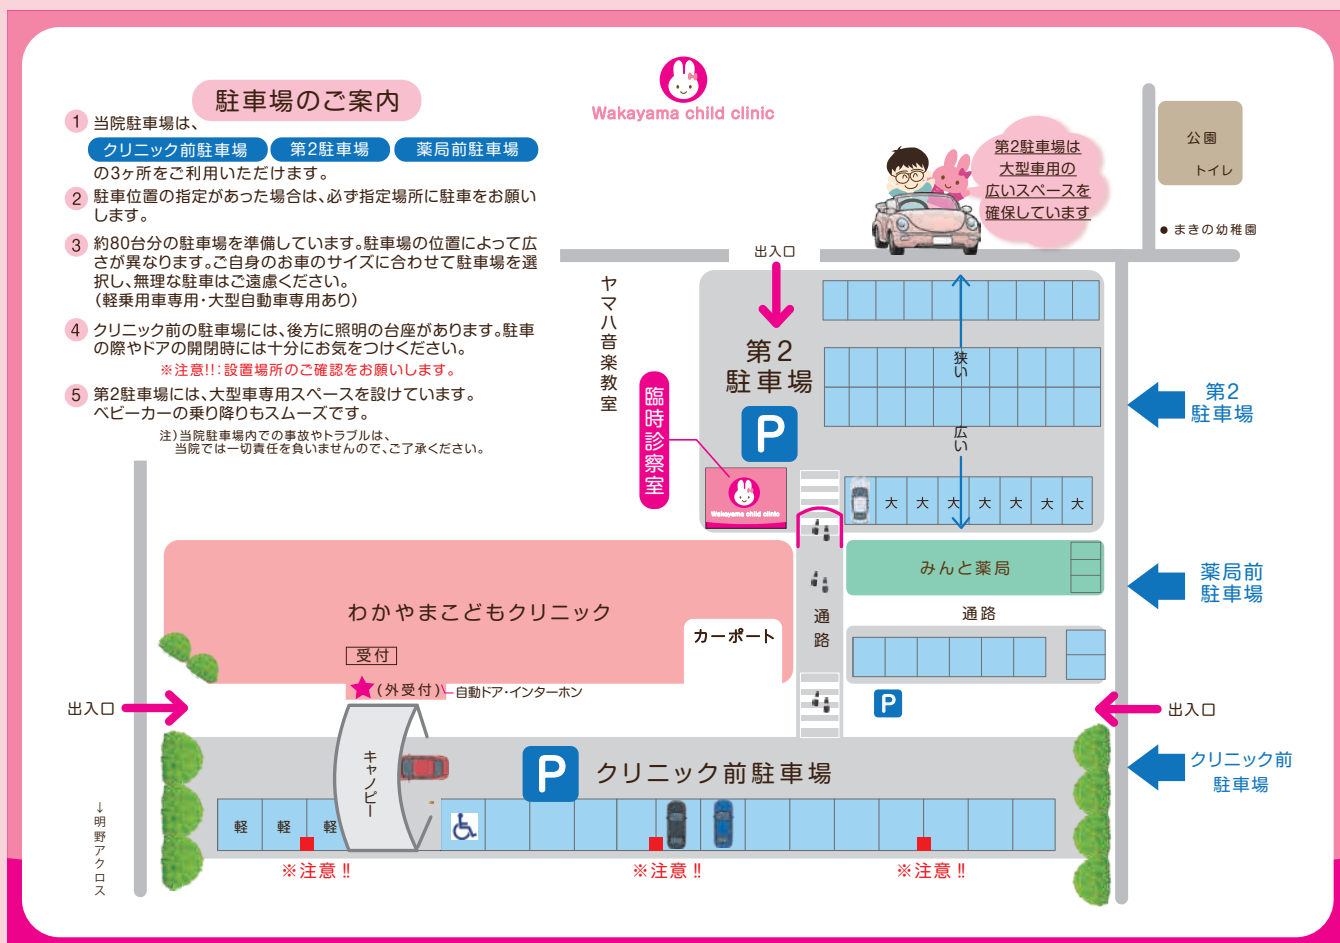 駐車場のご案内
1 当院駐車場は、
クリニック前駐車場 第2駐車場 薬局前駐車場
の3ヶ所をご利用いただけます。
2 駐車位置の指定があった場合は、必ず指定場所に駐車をお願い
します。
3 約80台分の駐車場を準備しています。駐車場の位置によって広
さが異なります。ご自身のお車のサイズに合わせて駐車場を選
択し、無理な駐車はご遠慮ください。
(軽乗用車専用・大型自動車専用あり)
4 クリニック前の駐車場には、後方に照明の台座があります。駐車
の際やドアの開閉時には十分にお気をつけください。
※注意!!:設置場所のご確認をお願いします。
5 第2駐車場には、大型車専用スペースを設けています。
ベビーカーの乗り降りもスムーズです。
注)当院駐車場内での事故やトラブルは、
当院では一切責任を負いませんので、ご了承ください。
Wakayama child clinic
第2駐車場は
大型車用の
広いスペースを
確保しています
公園
トイレ
● まきの幼稚園
出入口
ヤマハ音楽教室
第2
駐車場
P
狭い
広い
臨時診察室
Wakayama child clinic
大 大 大 大 大 大 大
第2
駐車場
みんと薬局
薬局前
駐車場
通路
通路
わかやまこどもクリニック
カーポート
受付
(外受付)
自動ドア・インターホン
P
出入口
出入口
キャノピー
P
クリニック前駐車場
クリニック前
駐車場
軽 軽 軽
※注意!!
※注意!!
※注意!!
↓明野アクロス